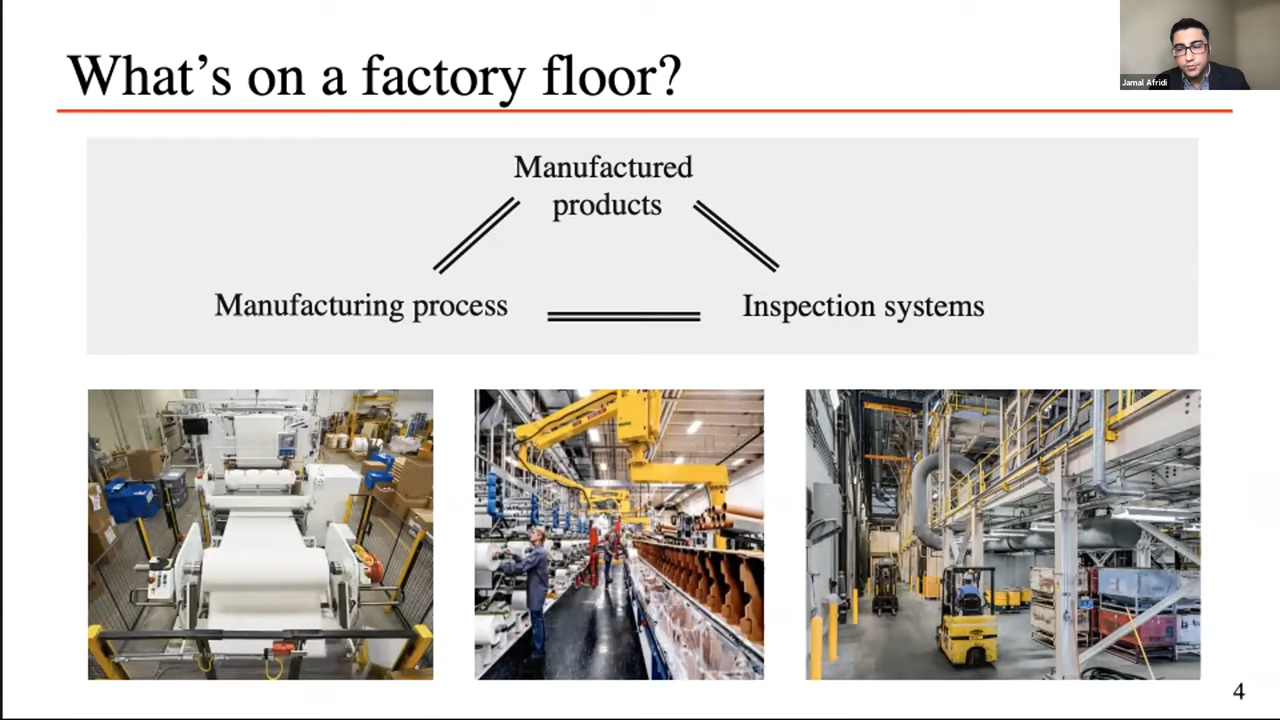 What's on a factory floor?
Jamal Afridi
Manufactured
products
Manufacturing process
Inspection systems
4